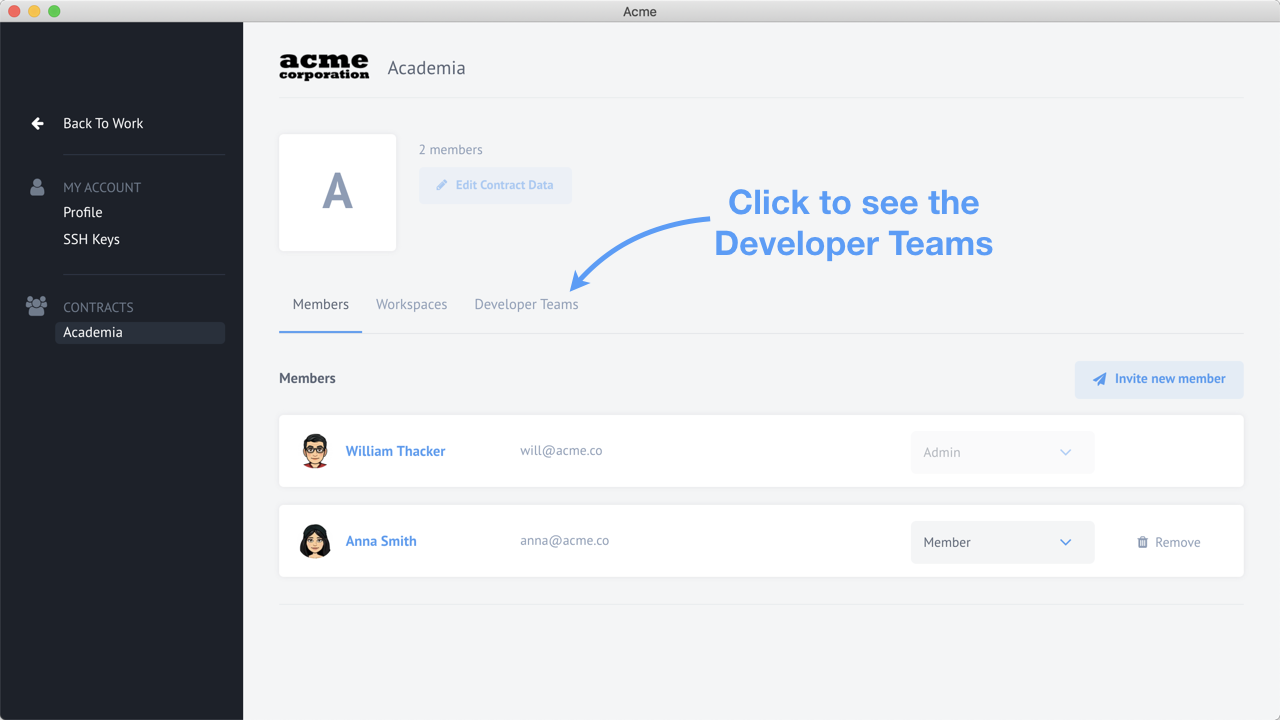 Acme
Back To Work
MY ACCOUNT
Profile
SSH Keys
CONTRACTS
Academia
acme
corporation
Academia
A
2 members
Edit Contract Data
Click to see the
Developer Teams
Members
Workspaces
Developer Teams
Members
Invite new member
William Thacker
will@acme.co
Admin
Anna Smith
anna@acme.co
Member
Remove